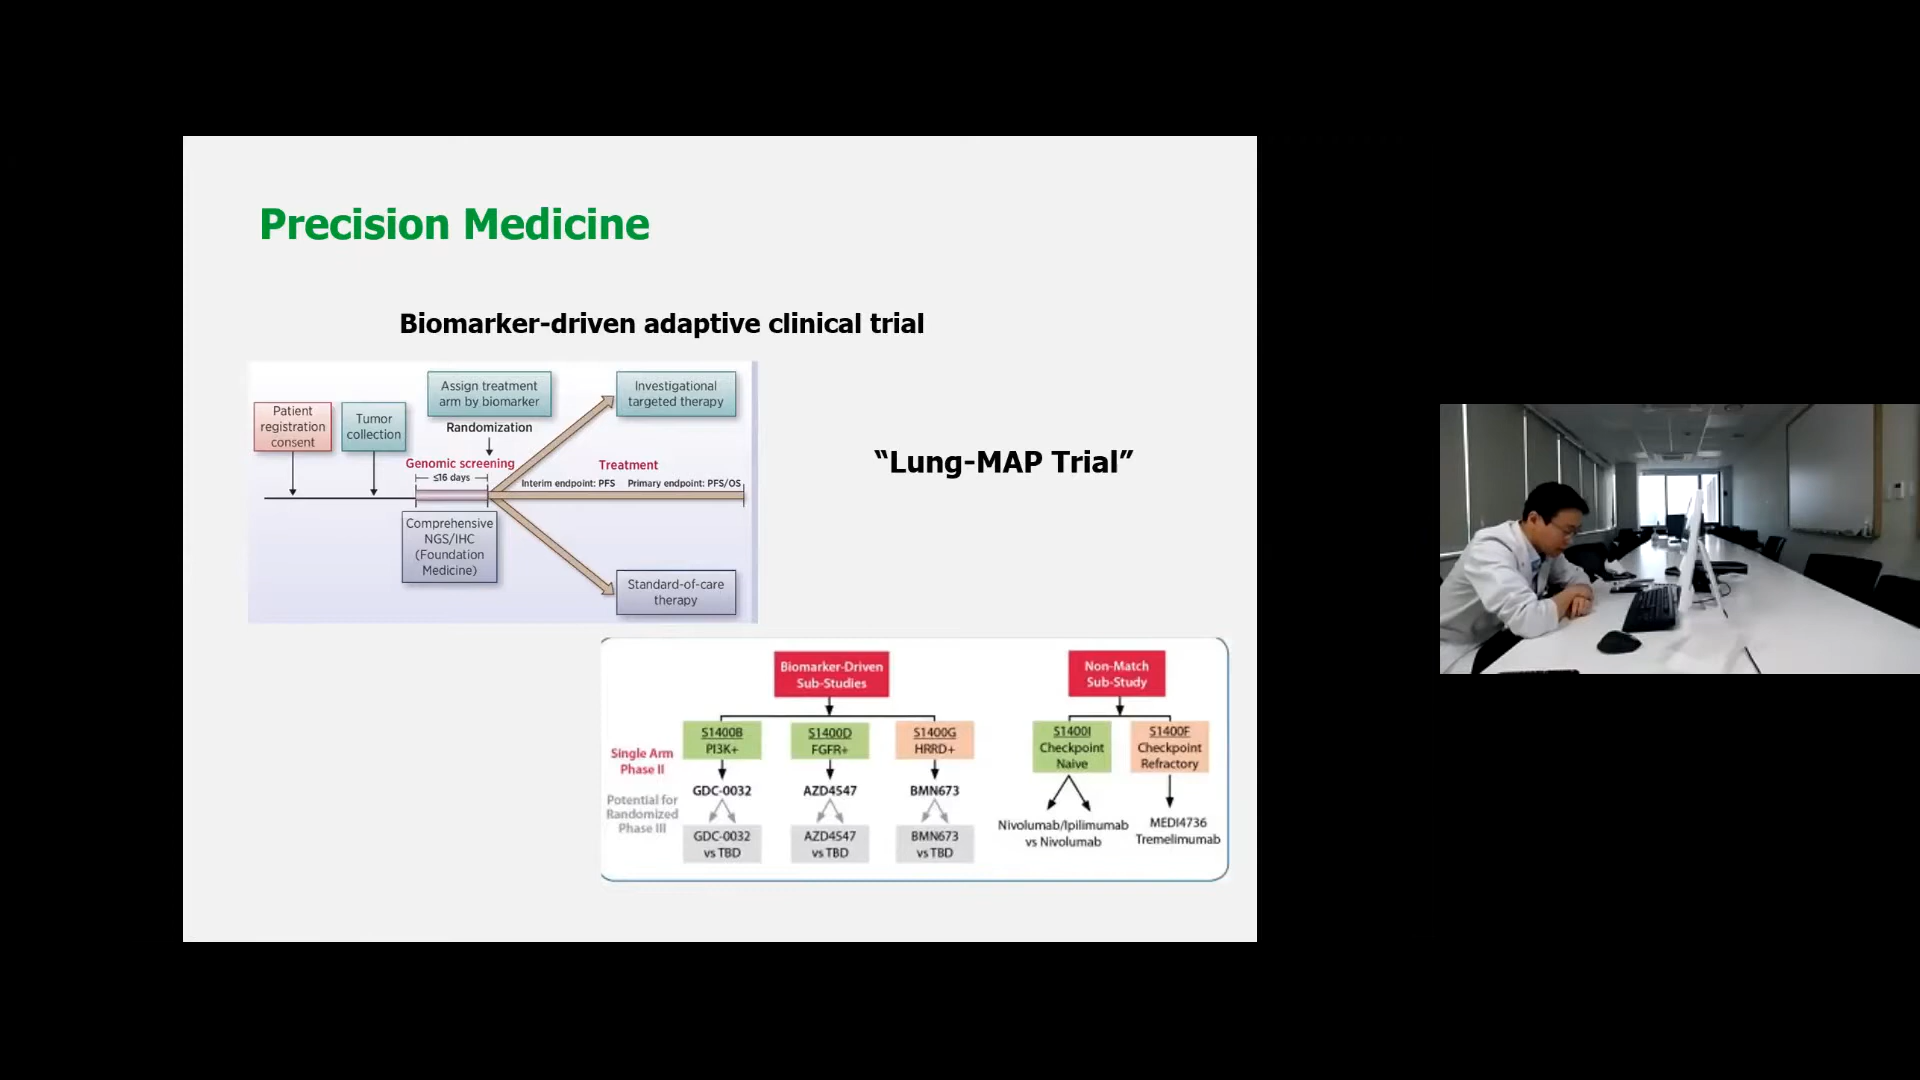 Precision Medicine
Biomarker-driven adaptive clinical trial
Patient
registration
consent
Tumor
collection
Assign treatment
arm by biomarker
Randomization
Genomic screening
≤16 days
Comprehensive
NGS/IHC
(Foundation
Medicine)
Investigational
targeted therapy
Treatment
Interim endpoint: PFS
Primary endpoint: PFS/OS
Standard-of-care
therapy
“Lung-MAP Trial”
Biomarker-Driven
Sub-Studies
Non-Match
Sub-Study
Single Arm
Phase II
Potential for
Randomized
Phase III
S1400B
PI3K+
GDC-0032
GDC-0032
vs TBD
S1400D
FGFR+
AZD4547
AZD4547
vs TBD
S1400G
HRRD+
BMN673
BMN673
vs TBD
S1400I
Checkpoint
Naive
Nivolumab/Ipilimumab
vs Nivolumab
S1400F
Checkpoint
Refractory
MEDI4736
Tremelimumab